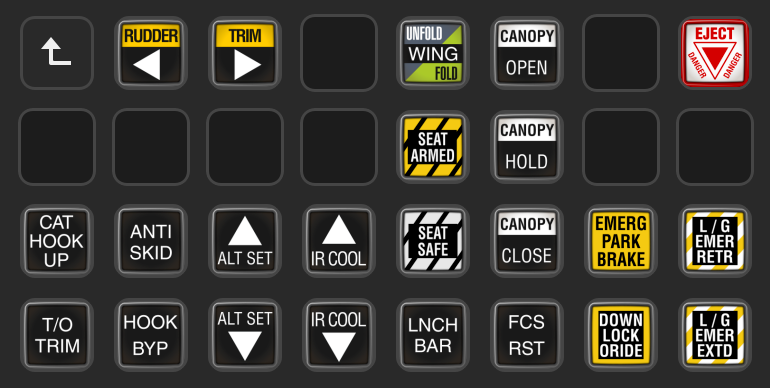 RUDDER
TRIM
UNFOLD
WING
FOLD
CANOPY
OPEN
EJECT
DANGER
DANGER
SEAT
ARMED
CANOPY
HOLD
CAT
HOOK
UP
ANTI
SKID
ALT SET
IR COOL
SEAT
SAFE
CANOPY
CLOSE
EMERG
PARK
BRAKE
L / G
EMER
RETR
T/O
TRIM
HOOK
BYP
ALT SET
IR COOL
LNCH
BAR
FCS
RST
DOWN
LOCK
ORIDE
L / G
EMER
EXTD